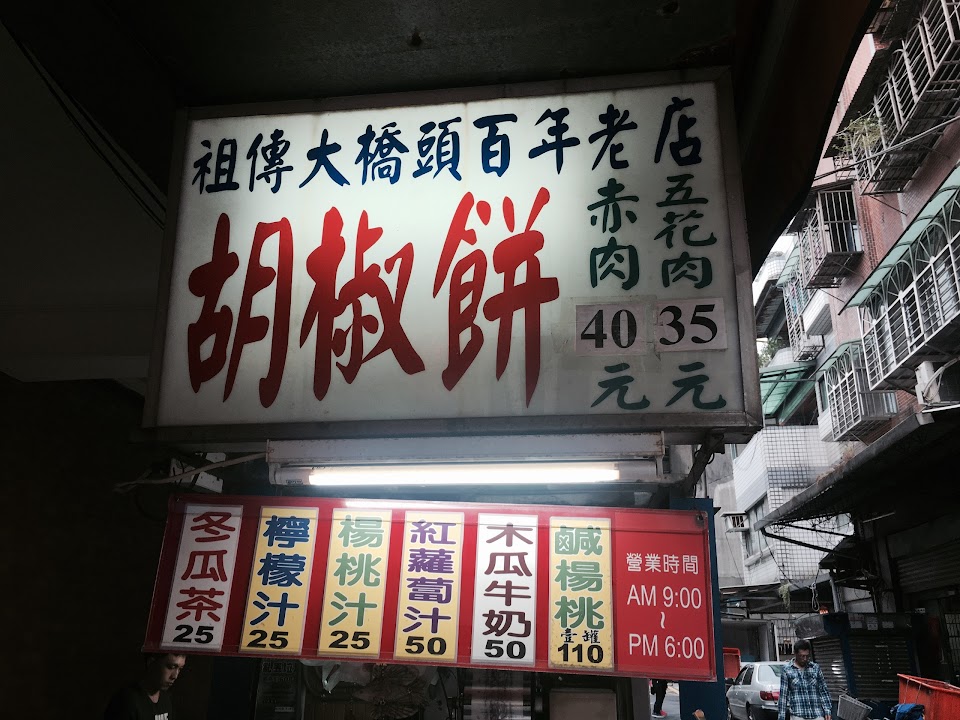 祖傳大橋頭百年老店
胡椒餅
赤肉
40
元
五花肉
35
元
冬瓜茶
25
檸檬汁
25
楊桃汁
25
紅蘿蔔汁
50
木瓜牛奶
50
鹹楊桃
壹罐
110
營業時間
AM 9:00
~
PM 6:00